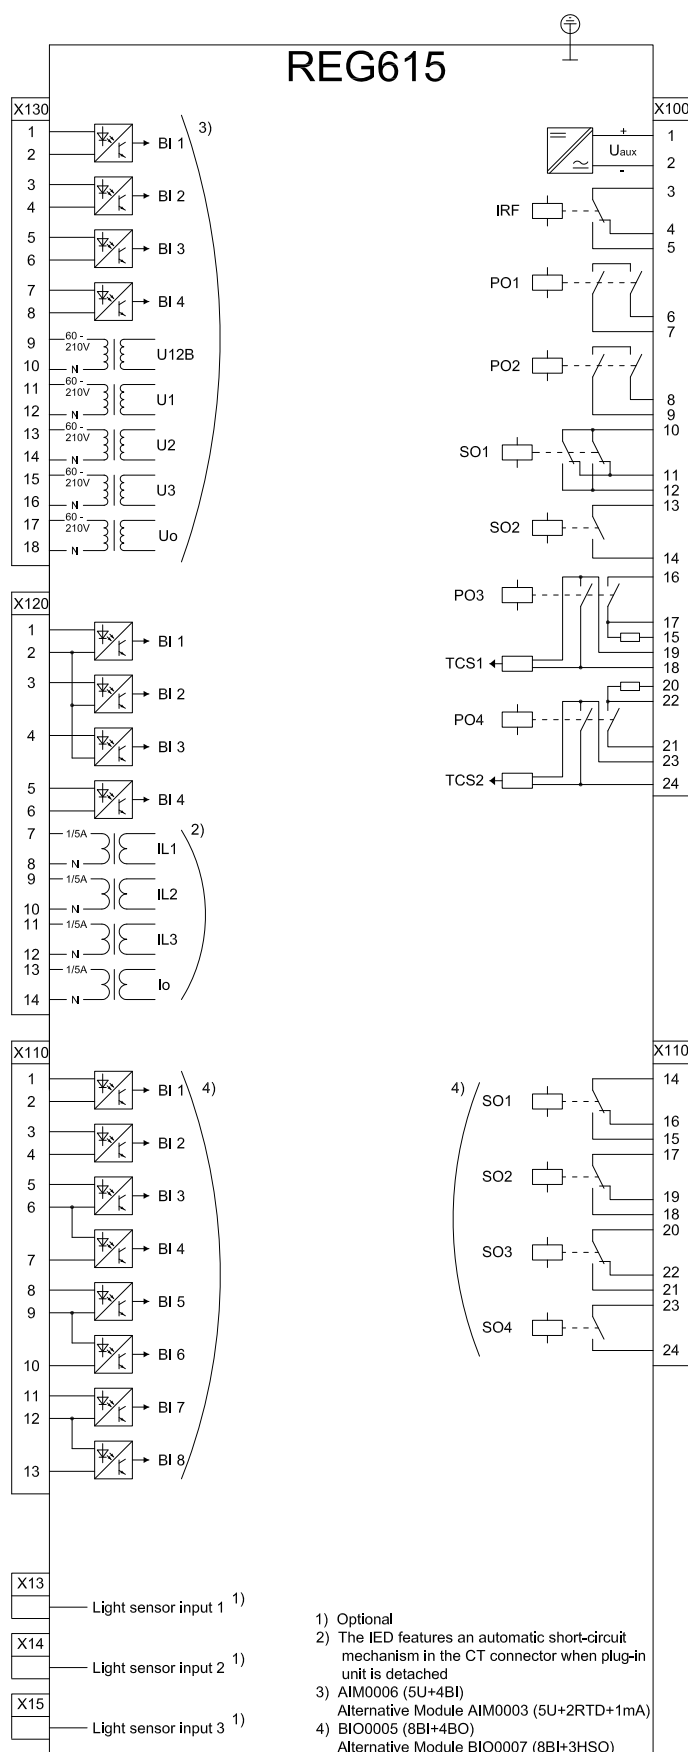 REG615
X130
1
2
BI 1
3)
3
4
BI 2
5
6
BI 3
7
8
BI 4
9
60 -
210V
10
N
U12B
11
60 -
210V
12
N
U1
13
60 -
210V
14
N
U2
15
60 -
210V
16
N
U3
17
60 -
210V
18
N
Uo
X120
1
2
BI 1
3
BI 2
4
BI 3
5
6
BI 4
7
1/5A
2)
8
N
IL1
9
1/5A
10
N
IL2
11
1/5A
12
N
IL3
13
1/5A
14
N
Io
X110
1
2
BI 1
4)
3
4
BI 2
5
6
BI 3
7
BI 4
8
9
BI 5
10
BI 6
11
12
BI 7
13
BI 8
X13
Light sensor input 1 1)
X14
Light sensor input 2 1)
X15
Light sensor input 3 1)
X100
+
1
Uaux
2
-
3
IRF
4
5
PO1
6
7
PO2
8
9
10
SO1
11
12
13
SO2
14
16
PO3
17
15
19
TCS1
18
20
22
PO4
21
23
TCS2
24
X110
14
4)
SO1
16
15
17
SO2
19
18
20
SO3
22
21
23
SO4
24
1) Optional
2) The IED features an automatic short-circuit
mechanism in the CT connector when plug-in
unit is detached
3) AIM0006 (5U+4BI)
Alternative Module AIM0003 (5U+2RTD+1mA)
4) BIO0005 (8BI+4BO)
Alternative Module BIO0007 (8BI+3HSO)